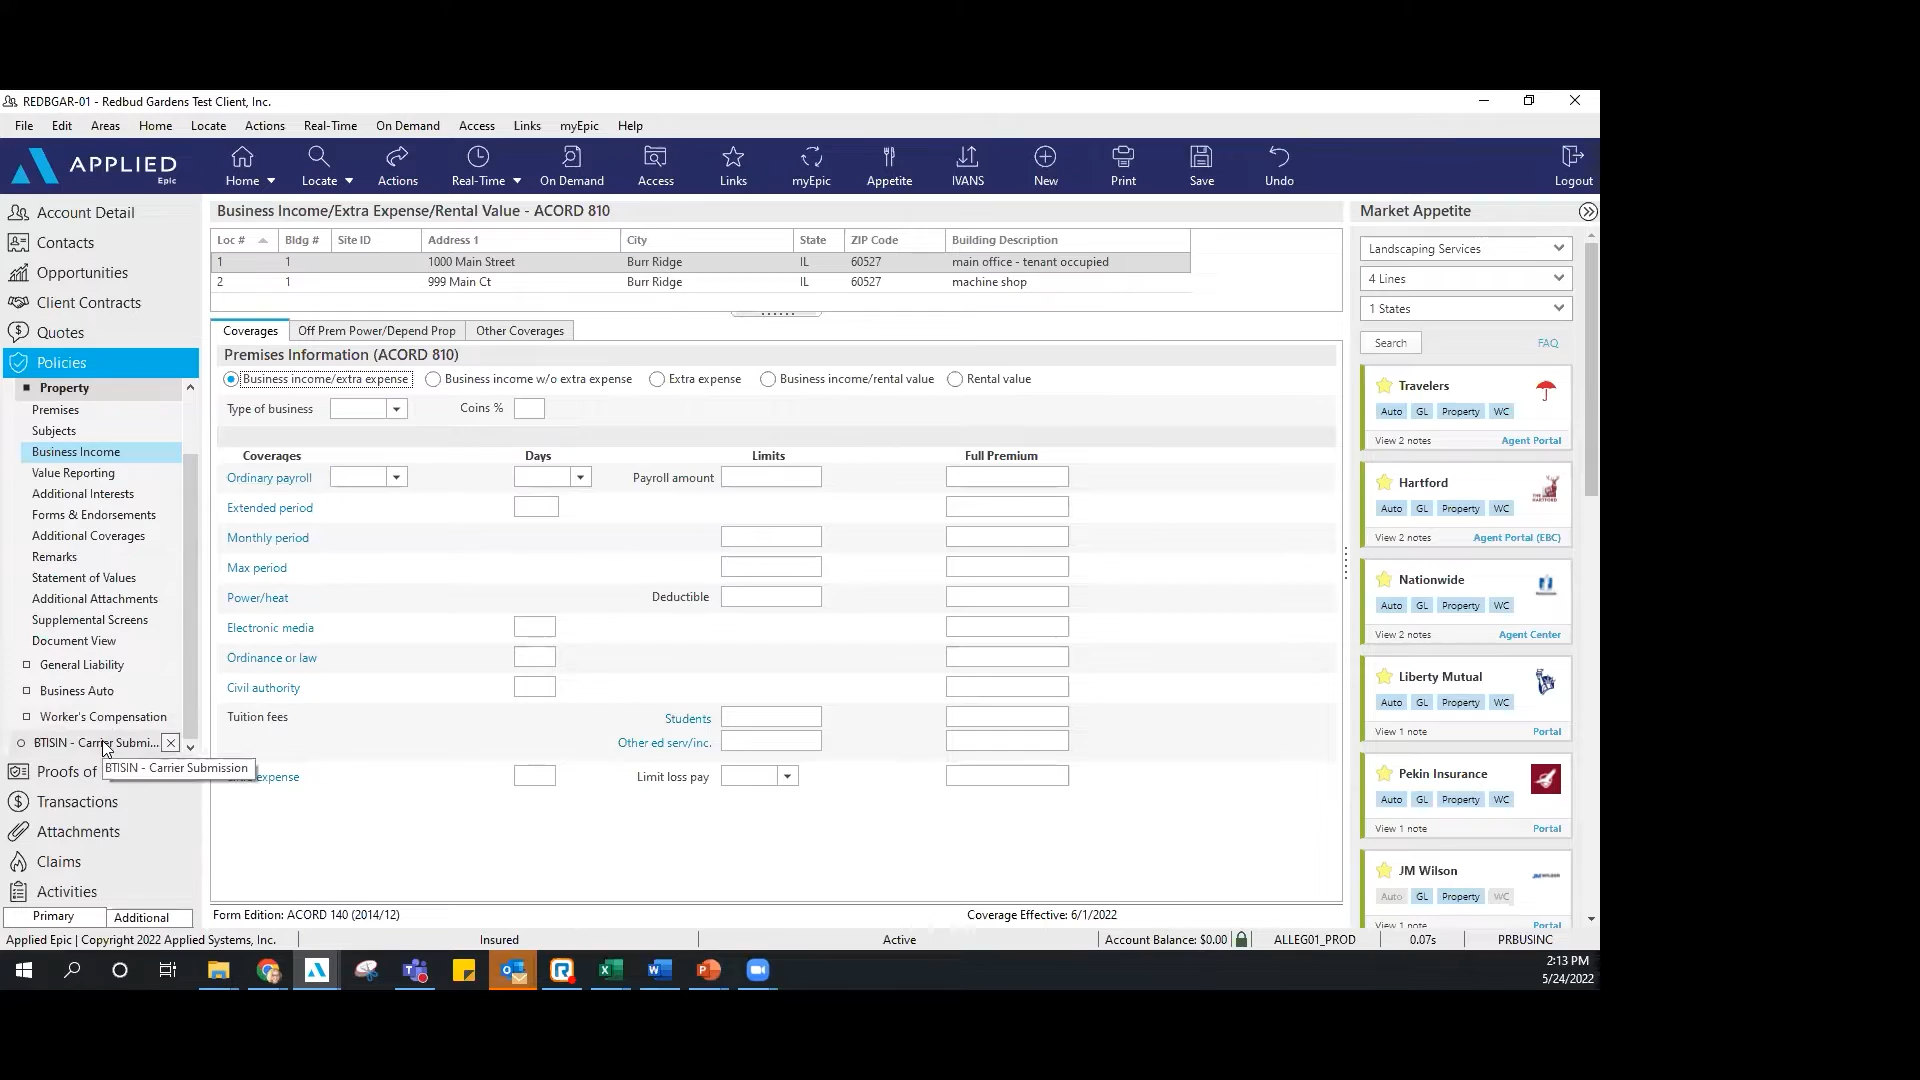 REDBGAR-01 - Redbud Gardens Test Client, Inc.
File Edit Areas Home Locate Actions Real-Time On Demand Access Links myEpic Help
APPLIED
Epic
Home Locate Actions Real-Time On Demand Access Links myEpic Appetite IVANS New Print Save Undo Logout
Account Detail
Contacts
Opportunities
Client Contracts
Quotes
Policies
Property
Premises
Subjects
Business Income
Value Reporting
Additional Interests
Forms & Endorsements
Additional Coverages
Remarks
Statement of Values
Additional Attachments
Supplemental Screens
Document View
General Liability
Business Auto
Worker's Compensation
BTISIN - Carrier Submi...
BTISIN - Carrier Submission
Proofs of
Transactions
Attachments
Claims
Activities
Primary Additional
Business Income/Extra Expense/Rental Value - ACORD 810
Loc # Bldg # Site ID Address 1 City State ZIP Code Building Description
1 1 1000 Main Street Burr Ridge IL 60527 main office - tenant occupied
2 1 999 Main Ct Burr Ridge IL 60527 machine shop
Coverages Off Prem Power/Depend Prop Other Coverages
Premises Information (ACORD 810)
Business income/extra expense Business income w/o extra expense Extra expense Business income/rental value Rental value
Type of business Coins %
Coverages Days Limits Full Premium
Ordinary payroll Payroll amount
Extended period
Monthly period
Max period
Power/heat Deductible
Electronic media
Ordinance or law
Civil authority
Tuition fees Students
Other ed serv/inc.
expense Limit loss pay
Form Edition: ACORD 140 (2014/12) Coverage Effective: 6/1/2022
Market Appetite
Landscaping Services
4 Lines
1 States
Search FAQ
Travelers
Auto GL Property WC
View 2 notes Agent Portal
Hartford
THE
HARTFORD
Auto GL Property WC
View 2 notes Agent Portal (EBC)
Nationwide
Auto GL Property WC
View 2 notes Agent Center
Liberty Mutual
Auto GL Property WC
View 1 note Portal
Pekin Insurance
Auto GL Property WC
View 1 note Portal
JM Wilson
JM WILSON
Auto GL Property WC
View 1 note Portal
Applied Epic | Copyright 2022 Applied Systems, Inc. Insured Active Account Balance: $0.00 ALLEG01_PROD 0.07s PRBUSINC
2:13 PM
5/24/2022